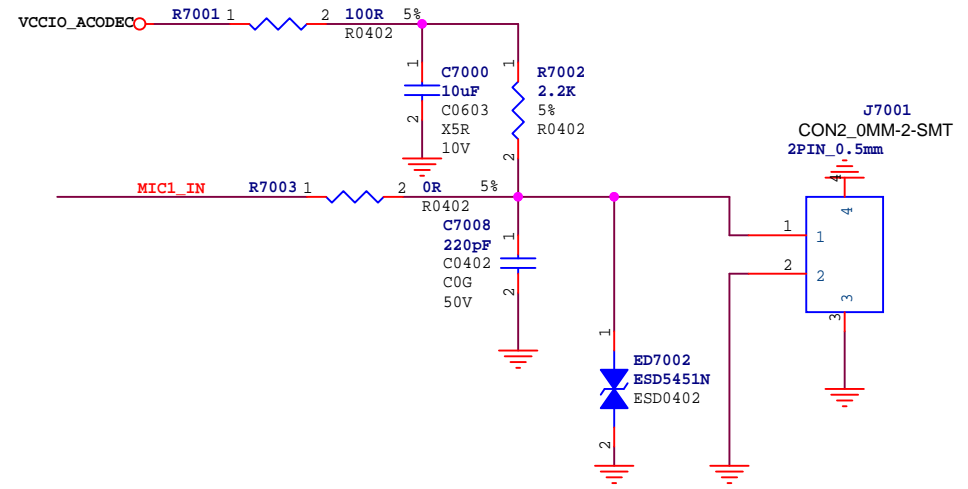 VCCIO_ACODEC
R7001 1 2 100R 5%
R0402
1
C7000
10uF
C0603
X5R
10V
2
1
R7002
2.2K
5%
R0402
2
J7001
CON2_0MM-2-SMT
2PIN_0.5mm
MIC1_IN R7003 1 2 0R 5%
R0402
C7008
220pF
C0402
C0G
50V
1
2
4
4
1 1
2 2
3
3
1
ED7002
ESD5451N
ESD0402
2